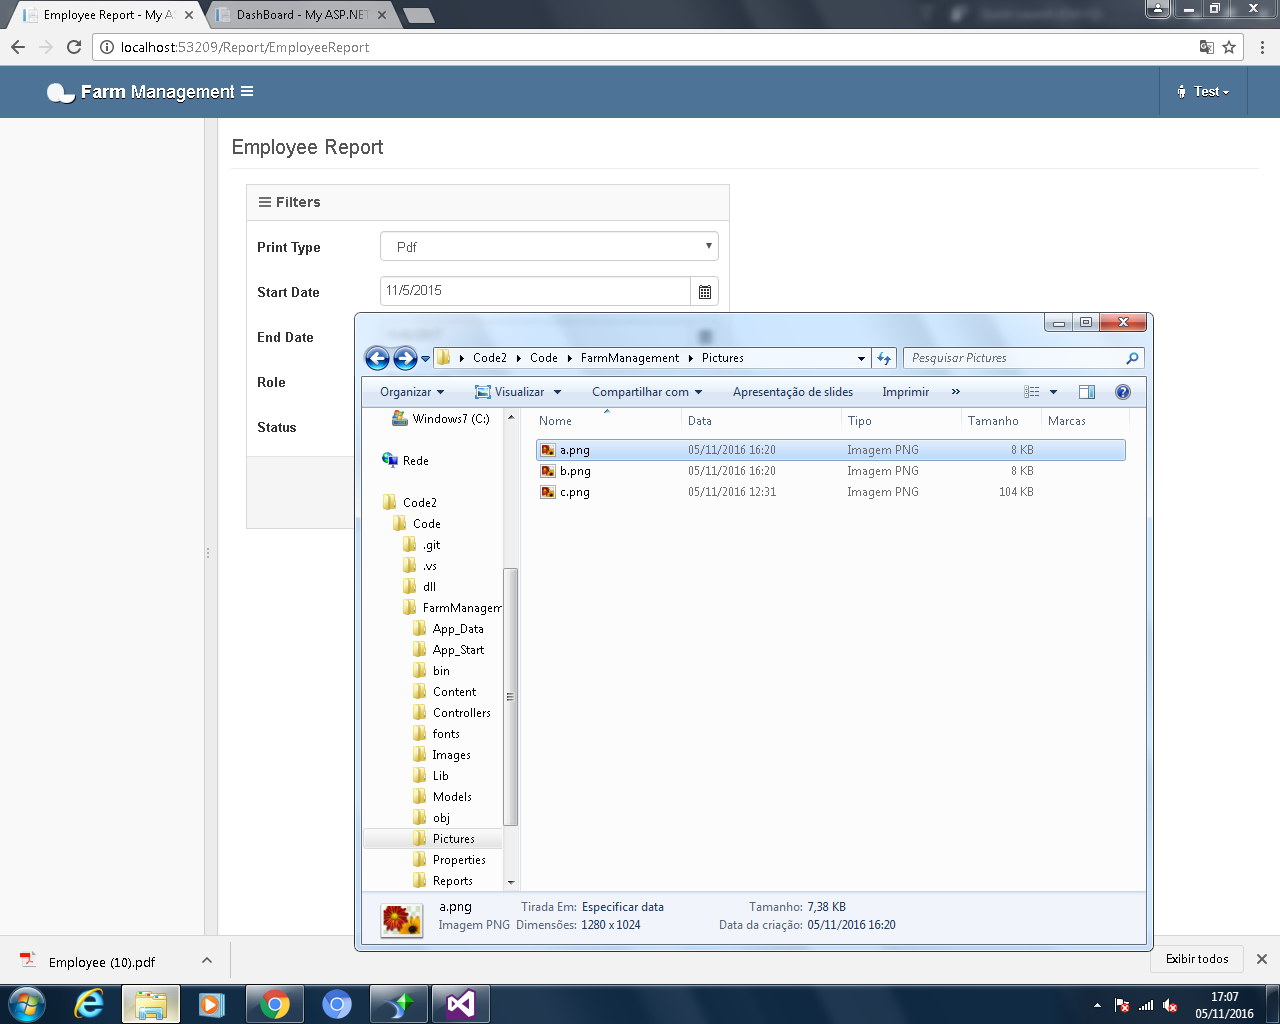 Employee Report - My AS
DashBoard - My ASP.NET
localhost:53209/Report/EmployeeReport
Farm Management
Test
Employee Report
Filters
Print Type
Pdf
Start Date
11/5/2015
End Date
Role
Status
Code2
Code
FarmManagement
Pictures
Pesquisar Pictures
Organizar
Visualizar
Compartilhar com
Apresentação de slides
Imprimir
»
Windows7 (C:)
Rede
Code2
Code
.git
.vs
dll
FarmManagem
App_Data
App_Start
bin
Content
Controllers
fonts
Images
Lib
Models
obj
Pictures
Properties
Reports
Nome Data Tipo Tamanho Marcas
a.png 05/11/2016 16:20 Imagem PNG 8 KB
b.png 05/11/2016 16:20 Imagem PNG 8 KB
c.png 05/11/2016 12:31 Imagem PNG 104 KB
a.png Tirada Em: Especificar data Tamanho: 7,38 KB
Imagem PNG Dimensões: 1280 x 1024 Data da criação: 05/11/2016 16:20
Employee (10).pdf
Exibir todos
17:07
05/11/2016